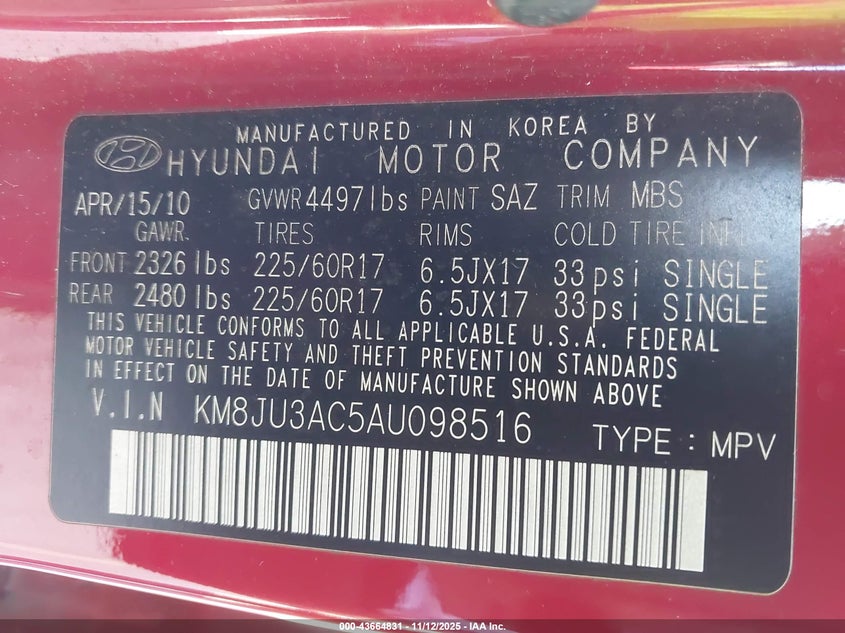 MANUFACTURED IN KOREA BY
HYUNDAI MOTOR COMPANY
APR/15/10 GVWR 4497lbs PAINT SAZ TRIM MBS
GAWR TIRES RIMS COLD TIRE INFL
FRONT 2326 lbs 225/60R17 6.5JX17 33psi SINGLE
REAR 2480 lbs 225/60R17 6.5JX17 33psi SINGLE
THIS VEHICLE CONFORMS TO ALL APPLICABLE U.S.A. FEDERAL
MOTOR VEHICLE SAFETY AND THEFT PREVENTION STANDARDS
IN EFFECT ON THE DATE OF MANUFACTURE SHOWN ABOVE
V.I.N KM8JU3AC5AU098516 TYPE : MPV
000-43664831 - 11/12/2025 - IAA Inc.